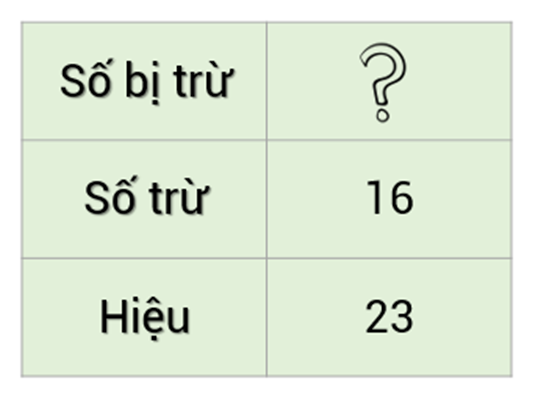 Số bị trừ ?
Số trừ 16
Hiệu 23